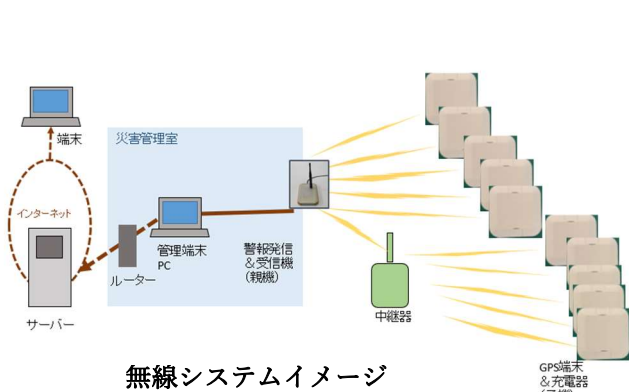 端末
災害管理室
インターネット
管理端末
PC
警報発信
&受信機
(親機)
ルーター
中継器
サーバー
GPS端末
&充電器
(子機)
無線システムイメージ